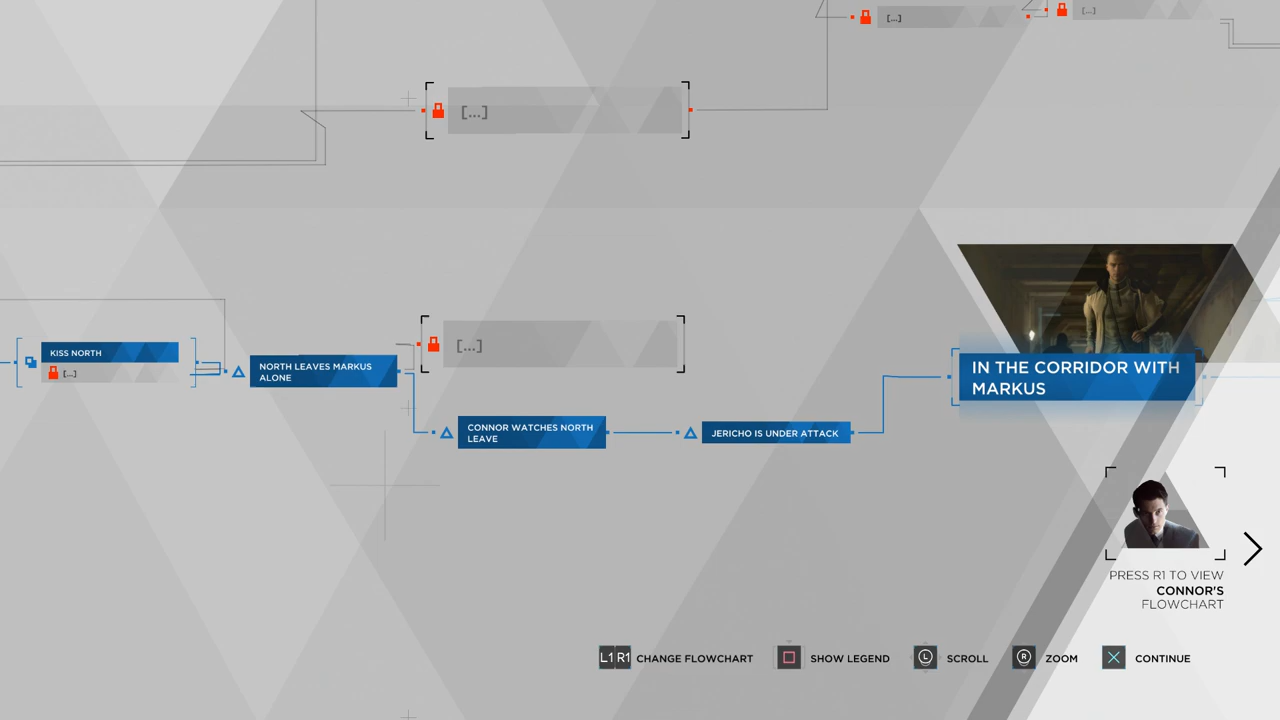 [...]
[...]
[...]
[...]
KISS NORTH
[...]
NORTH LEAVES MARKUS
ALONE
CONNOR WATCHES NORTH
LEAVE
JERICHO IS UNDER ATTACK
IN THE CORRIDOR WITH
MARKUS
PRESS R1 TO VIEW
CONNOR'S
FLOWCHART
L1 R1 CHANGE FLOWCHART
SHOW LEGEND
L SCROLL
R ZOOM
CONTINUE